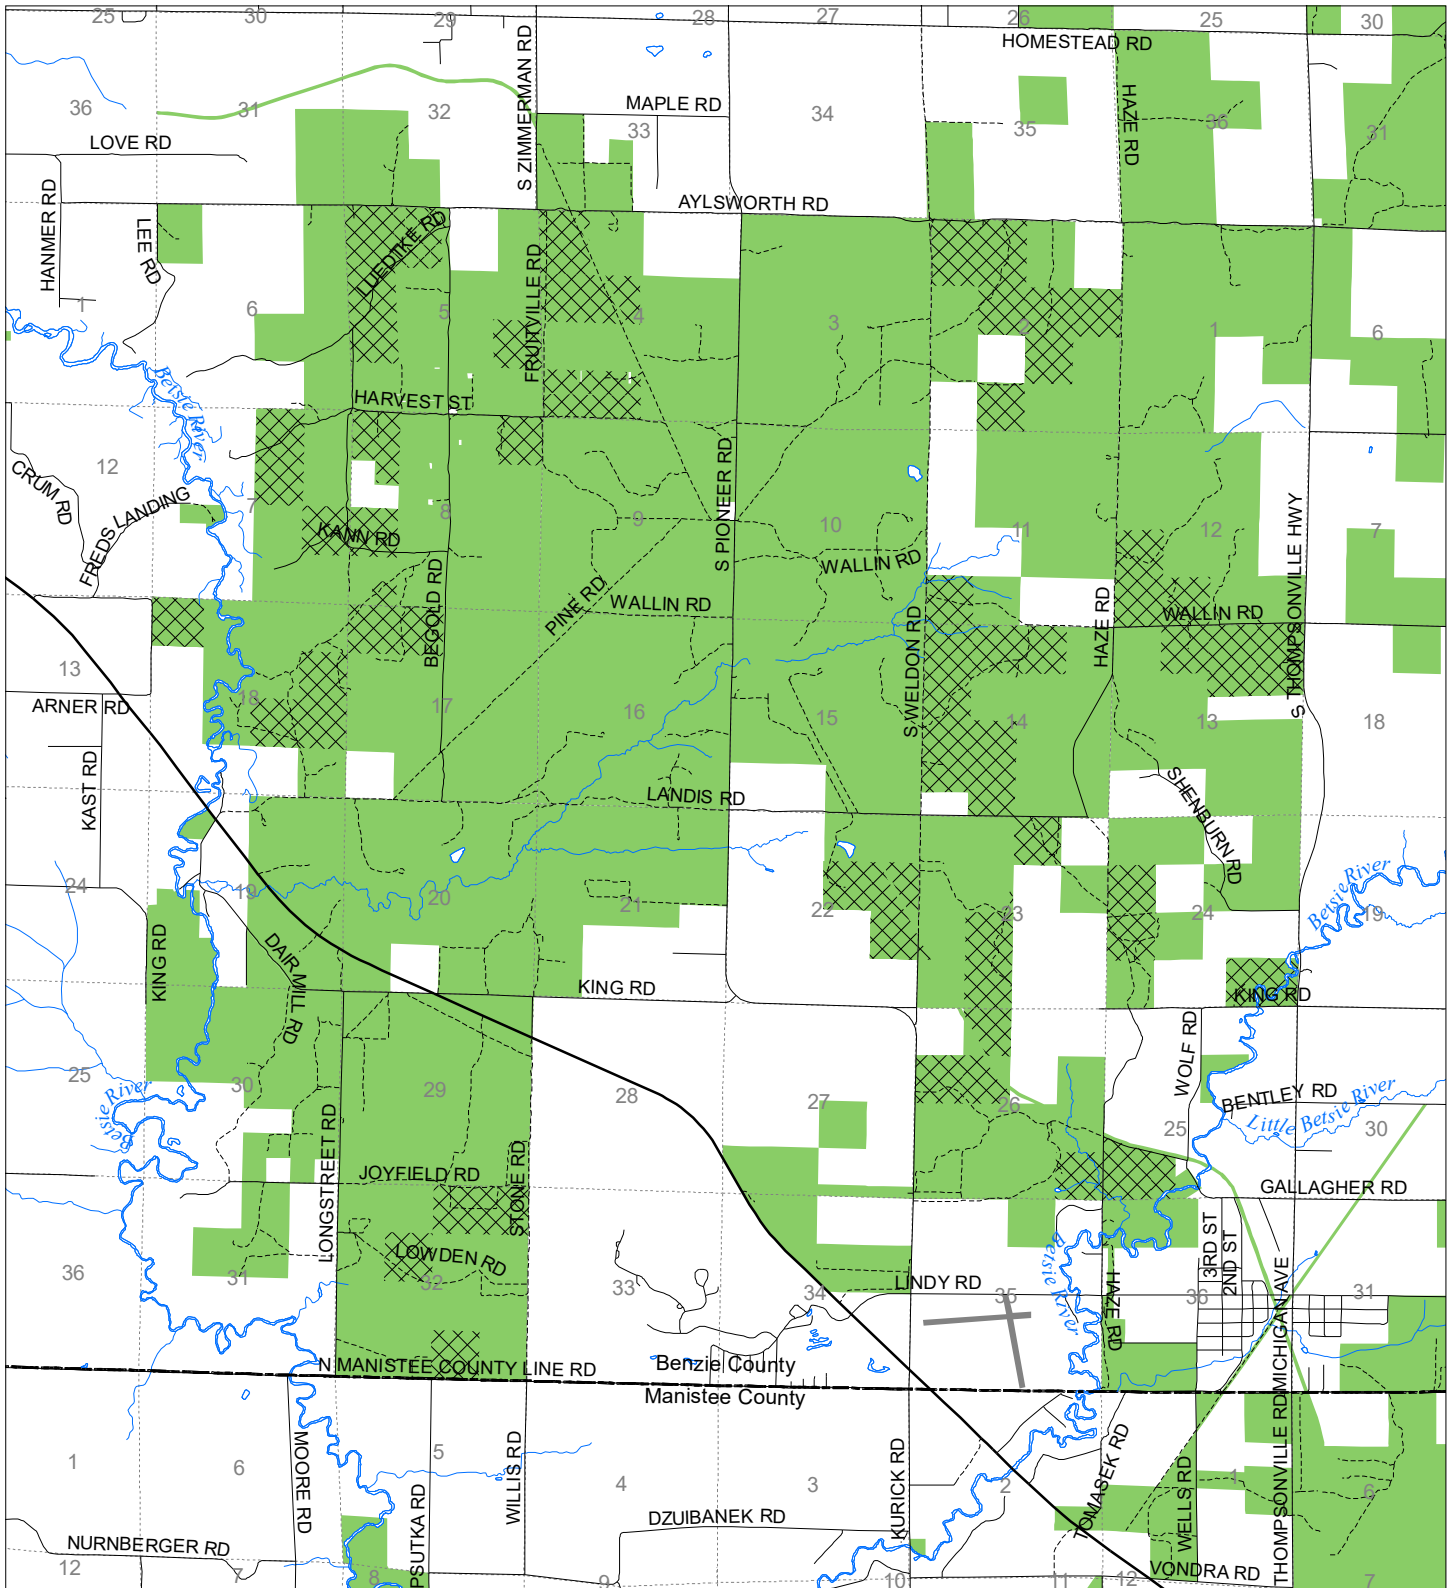 25 30 29 28 27 26 25 30
HOMESTEAD RD
S ZIMMERMAN RD
36 31 32 MAPLE RD 33 34 35 HAZE RD 36 31
LOVE RD
HANMER RD
LEE RD
AYLSWORTH RD
LUEDTKE RD
FRUITVILLE RD
1 6 5 4 3 2 1 6
Betsie River
HARVEST ST
S PIONEER RD
12 7 8 9 10 11 12 7
CRUM RD
FREDS LANDING
KANN RD
S THOMPSONVILLE HWY
WALLIN RD
BEGOLD RD
PINE RD
WALLIN RD
S WELDON RD
HAZE RD
WALLIN RD
13 18 17 16 15 14 13 18
ARNER RD
KAST RD
LANDIS RD
SHENBURN RD
24 19 20 21 22 23 24 19
Betsie River
KING RD
DAIR MILL RD
KING RD
KING RD
WOLF RD
25 30 29 28 27 26 25 30
Betsie River
BENTLEY RD
Little Betsie River
LONGSTREET RD
JOYFIELD RD
STONE RD
GALLAGHER RD
3RD ST
2ND ST
LOWDEN RD
36 31 32 33 34 35 36 31
LINDY RD
Betsie River
HAZE RD
MICHIGAN AVE
N MANISTEE COUNTY LINE RD
Benzie County
Manistee County
MOORE RD
PSUTKA RD
WILLIS RD
KURICK RD
TOMASEK RD
WELLS RD
THOMPSONVILLE RD
1 6 5 4 3 2 1 6
DZUIBANEK RD
NURNBERGER RD
VONDRA RD
12 7 8 9 10 11 12 7